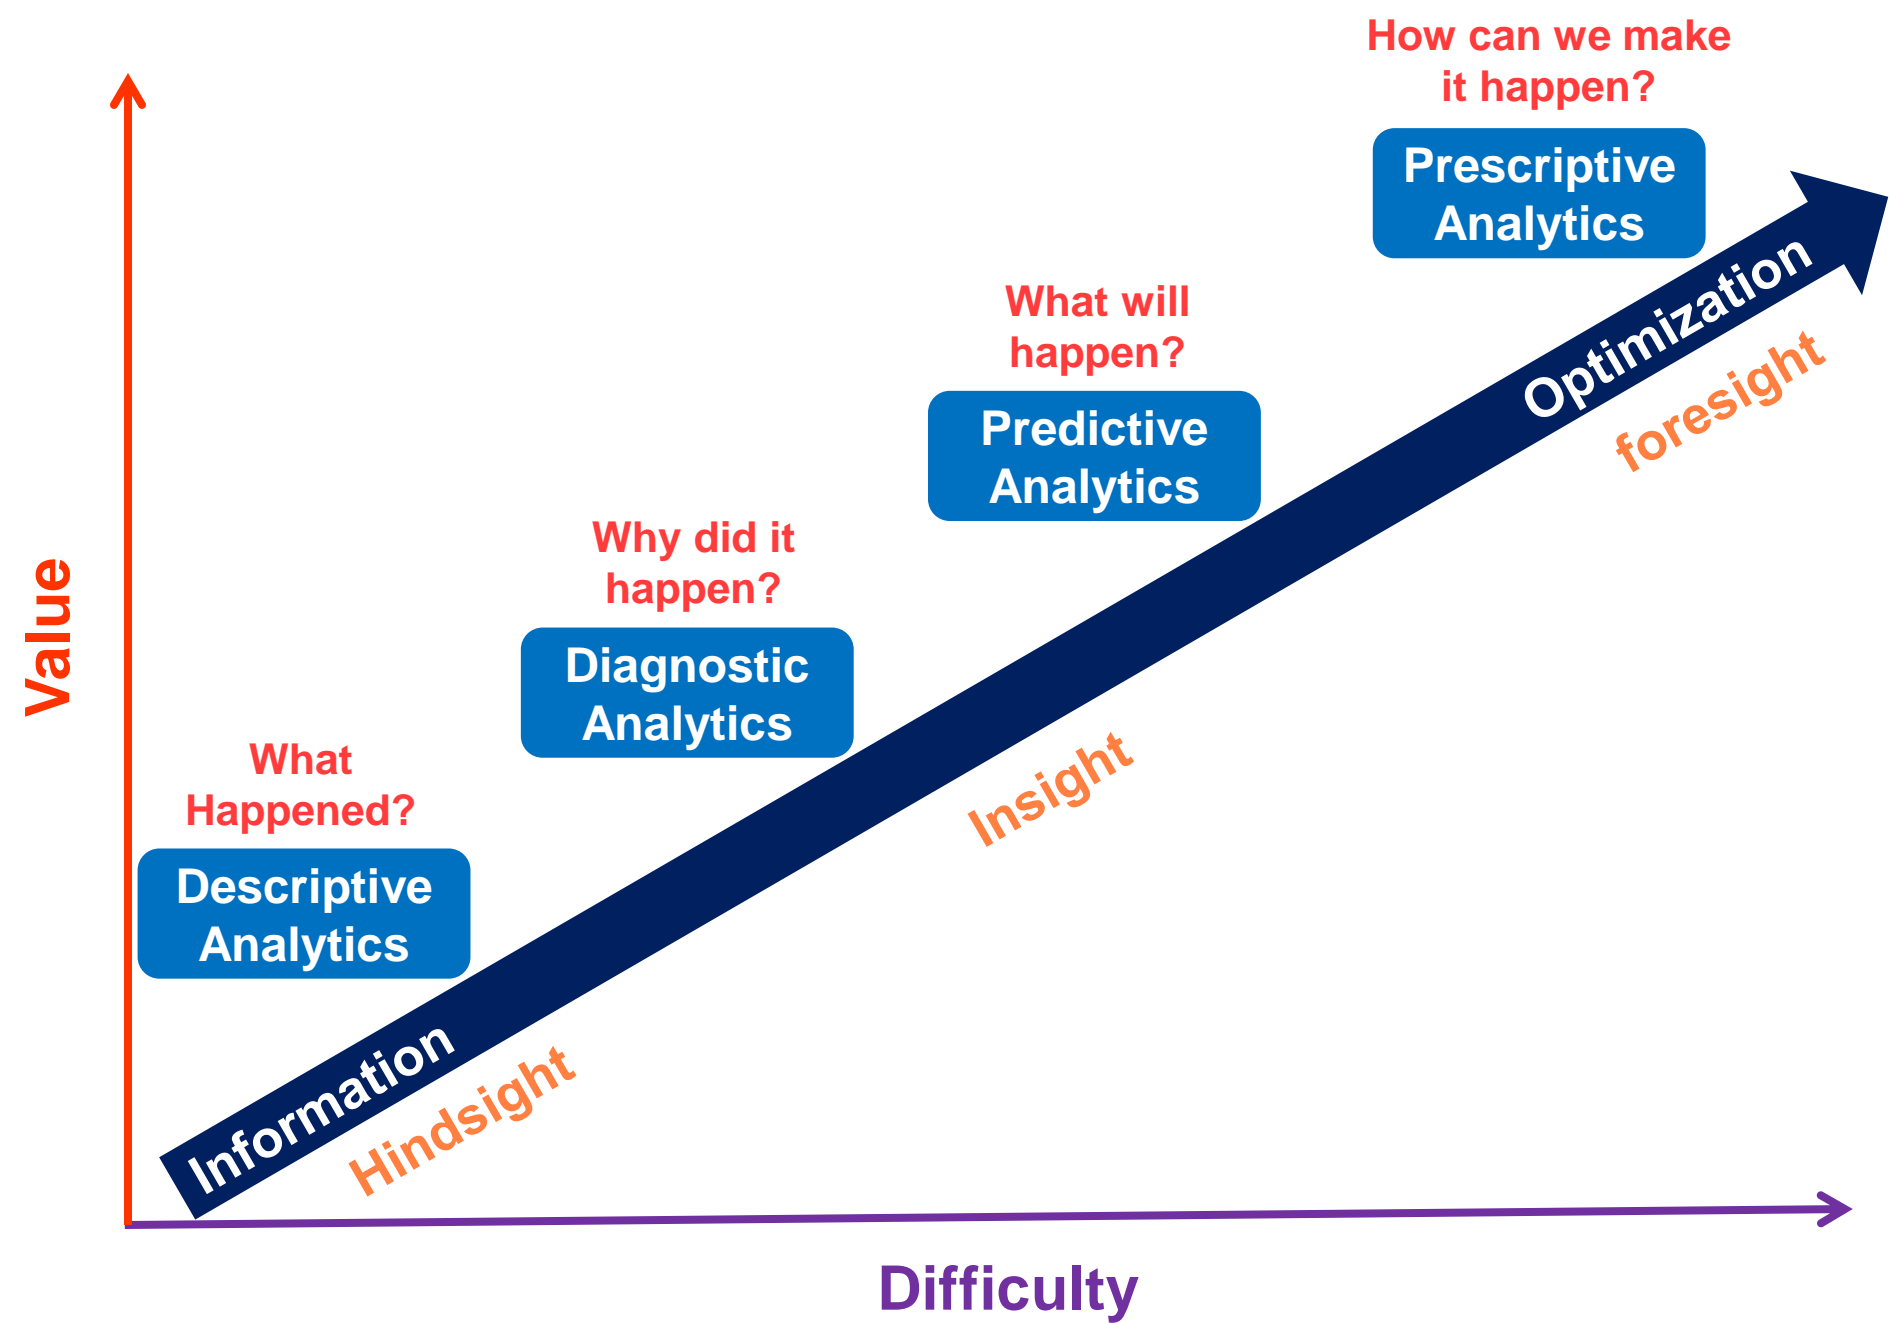 How can we make
it happen?
Prescriptive
Analytics
What will
happen?
Predictive
Analytics
Optimization
foresight
Why did it
happen?
Diagnostic
Analytics
Value
Insight
What
Happened?
Descriptive
Analytics
Information
Hindsight
Difficulty